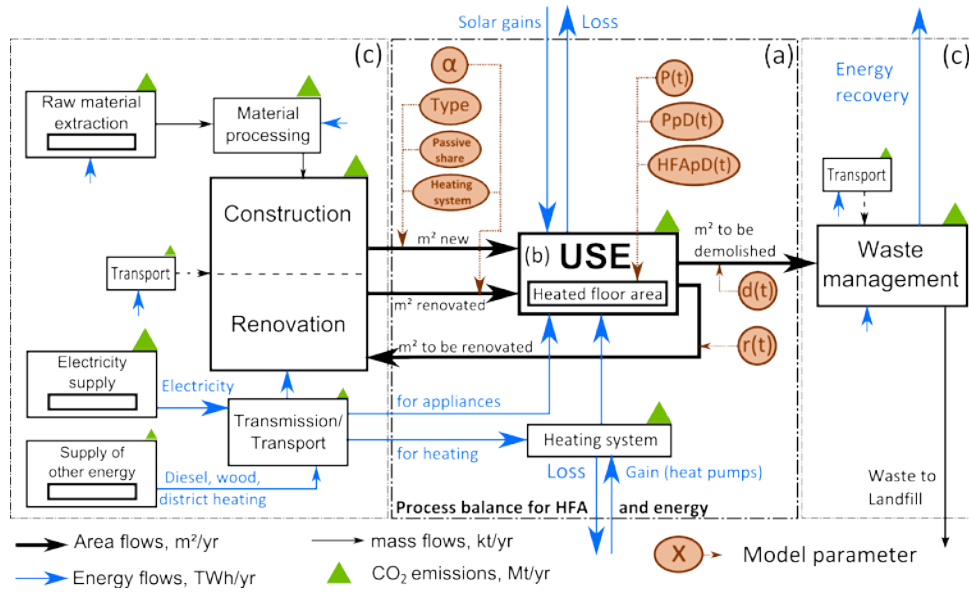 Solar gains
Loss
(c)
(a)
(c)
Raw material
extraction
Material
processing
α
Type
Passive
share
Heating
system
P(t)
PpD(t)
HFApD(t)
Energy
recovery
Transport
Construction
Renovation
Transport
m² new
m² renovated
m² to be renovated
(b) USE
Heated floor area
m² to be
demolished
d(t)
r(t)
Waste
management
Electricity
supply
Electricity
Transmission/
Transport
for appliances
for heating
Heating system
Supply of
other energy
Diesel, wood,
district heating
Loss
Gain (heat pumps)
Process balance for HFA and energy
Waste to
Landfill
Area flows, m²/yr
mass flows, kt/yr
X
Model parameter
Energy flows, TWh/yr
CO₂ emissions, Mt/yr